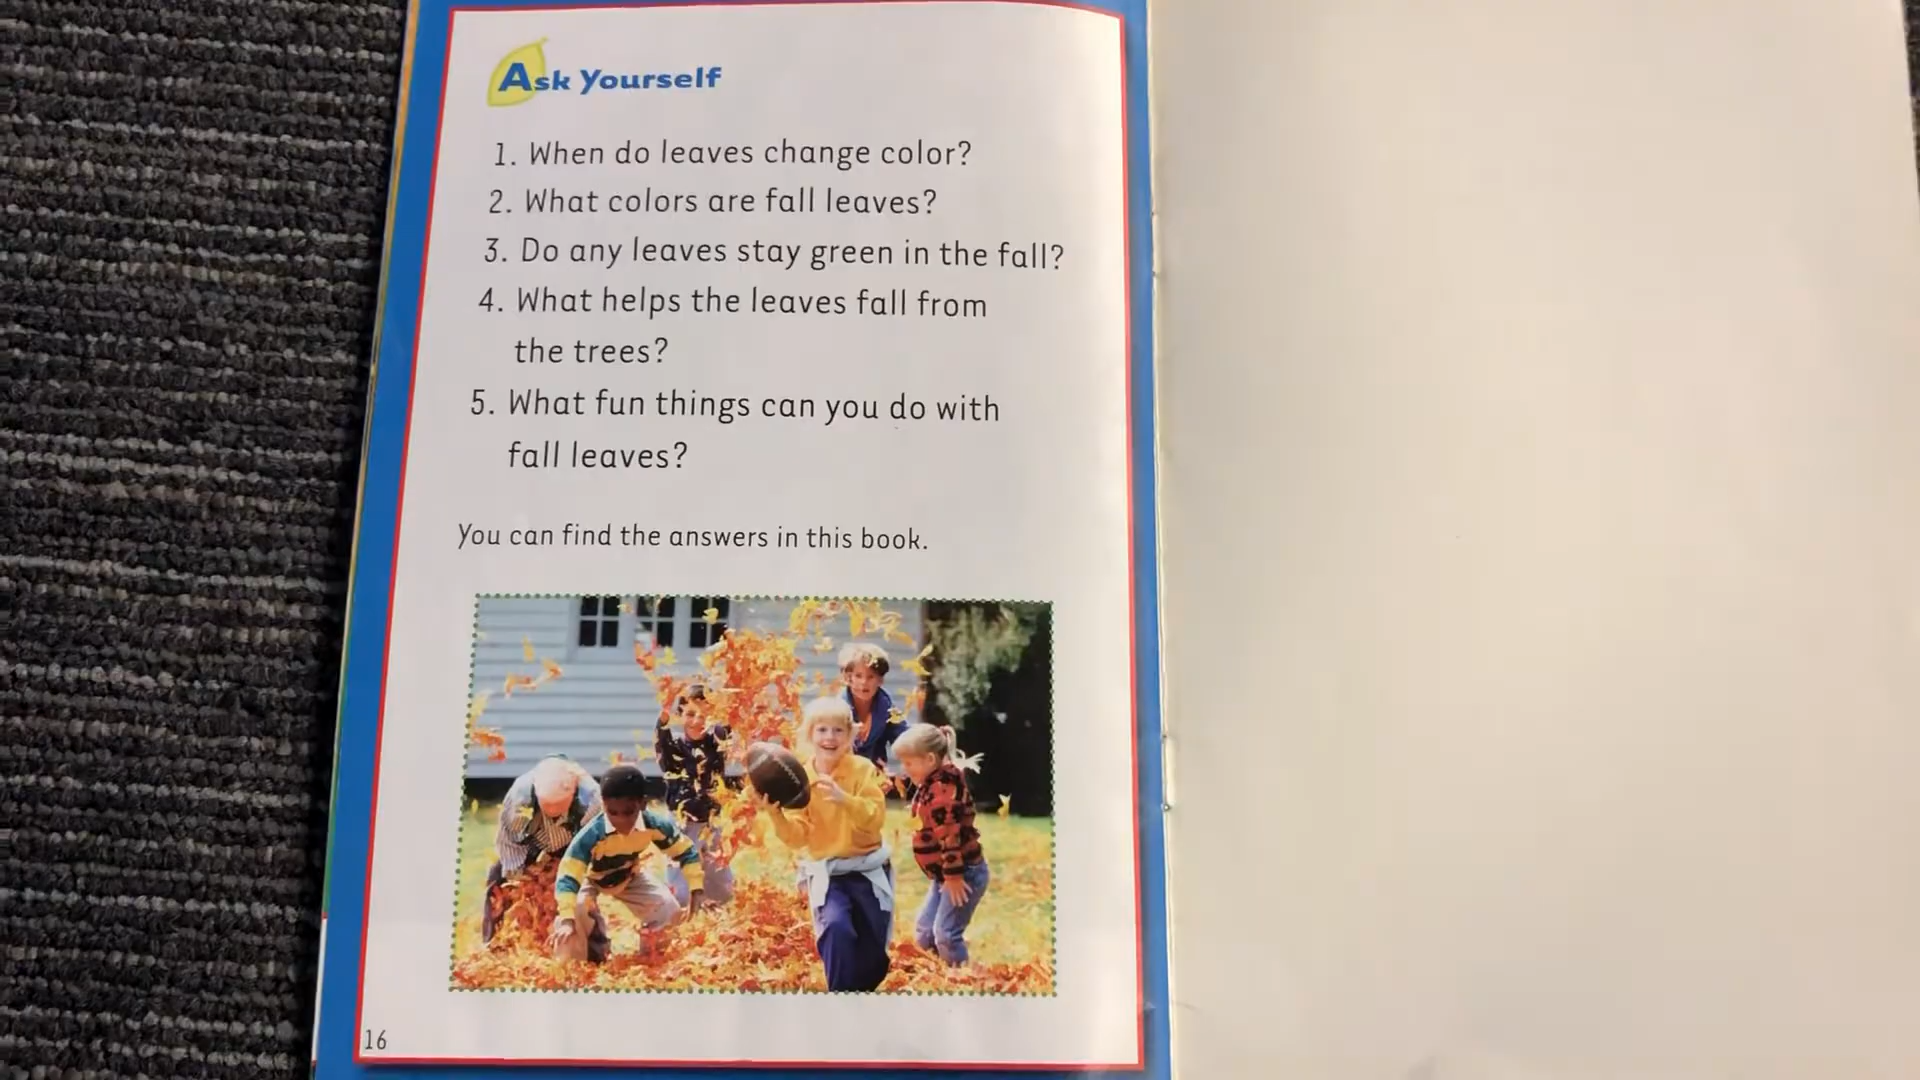 Ask Yourself
1. When do leaves change color?
2. What colors are fall leaves?
3. Do any leaves stay green in the fall?
4. What helps the leaves fall from
the trees?
5. What fun things can you do with
fall leaves?
You can find the answers in this book.
16